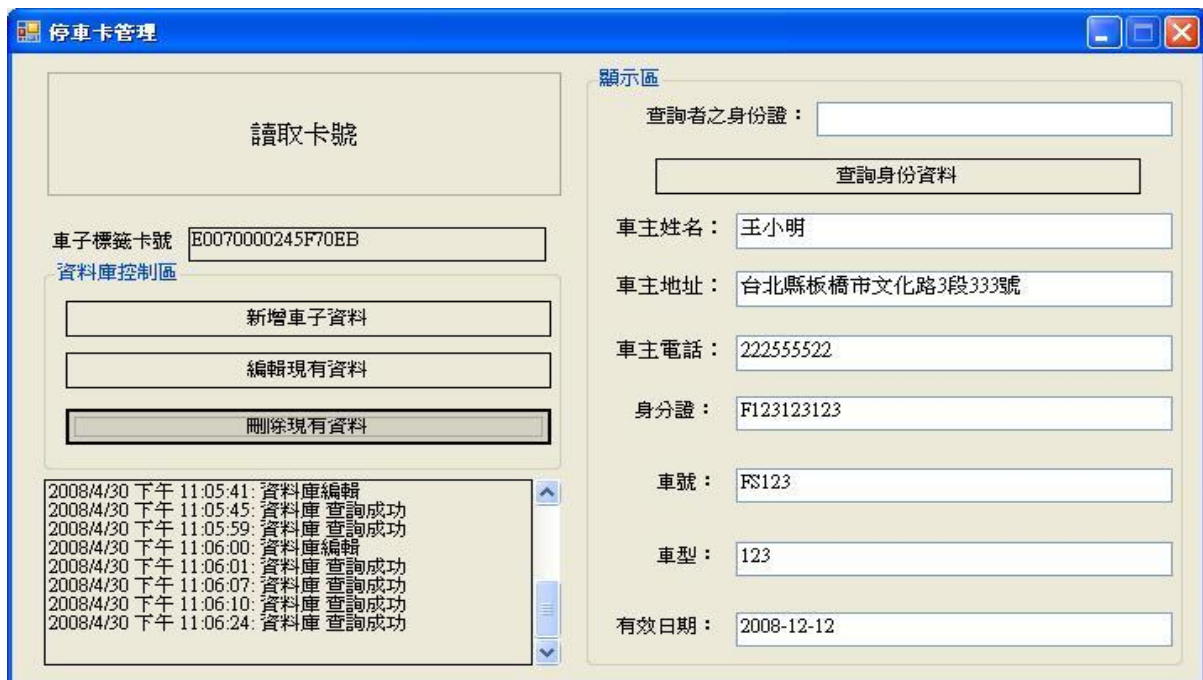 停車卡管理
讀取卡號
車子標籤卡號 E0070000245F70EB
資料庫控制區
新增車子資料
編輯現有資料
刪除現有資料
2008/4/30 下午 11:05:41: 資料庫編輯
2008/4/30 下午 11:05:45: 資料庫 查詢成功
2008/4/30 下午 11:05:59: 資料庫 查詢成功
2008/4/30 下午 11:06:00: 資料庫編輯
2008/4/30 下午 11:06:01: 資料庫 查詢成功
2008/4/30 下午 11:06:07: 資料庫 查詢成功
2008/4/30 下午 11:06:10: 資料庫 查詢成功
2008/4/30 下午 11:06:24: 資料庫 查詢成功
顯示區
查詢者之身份證：
查詢身份資料
車主姓名： 王小明
車主地址： 台北縣板橋市文化路3段333號
車主電話： 222555522
身分證： F123123123
車號： FS123
車型： 123
有效日期： 2008-12-12